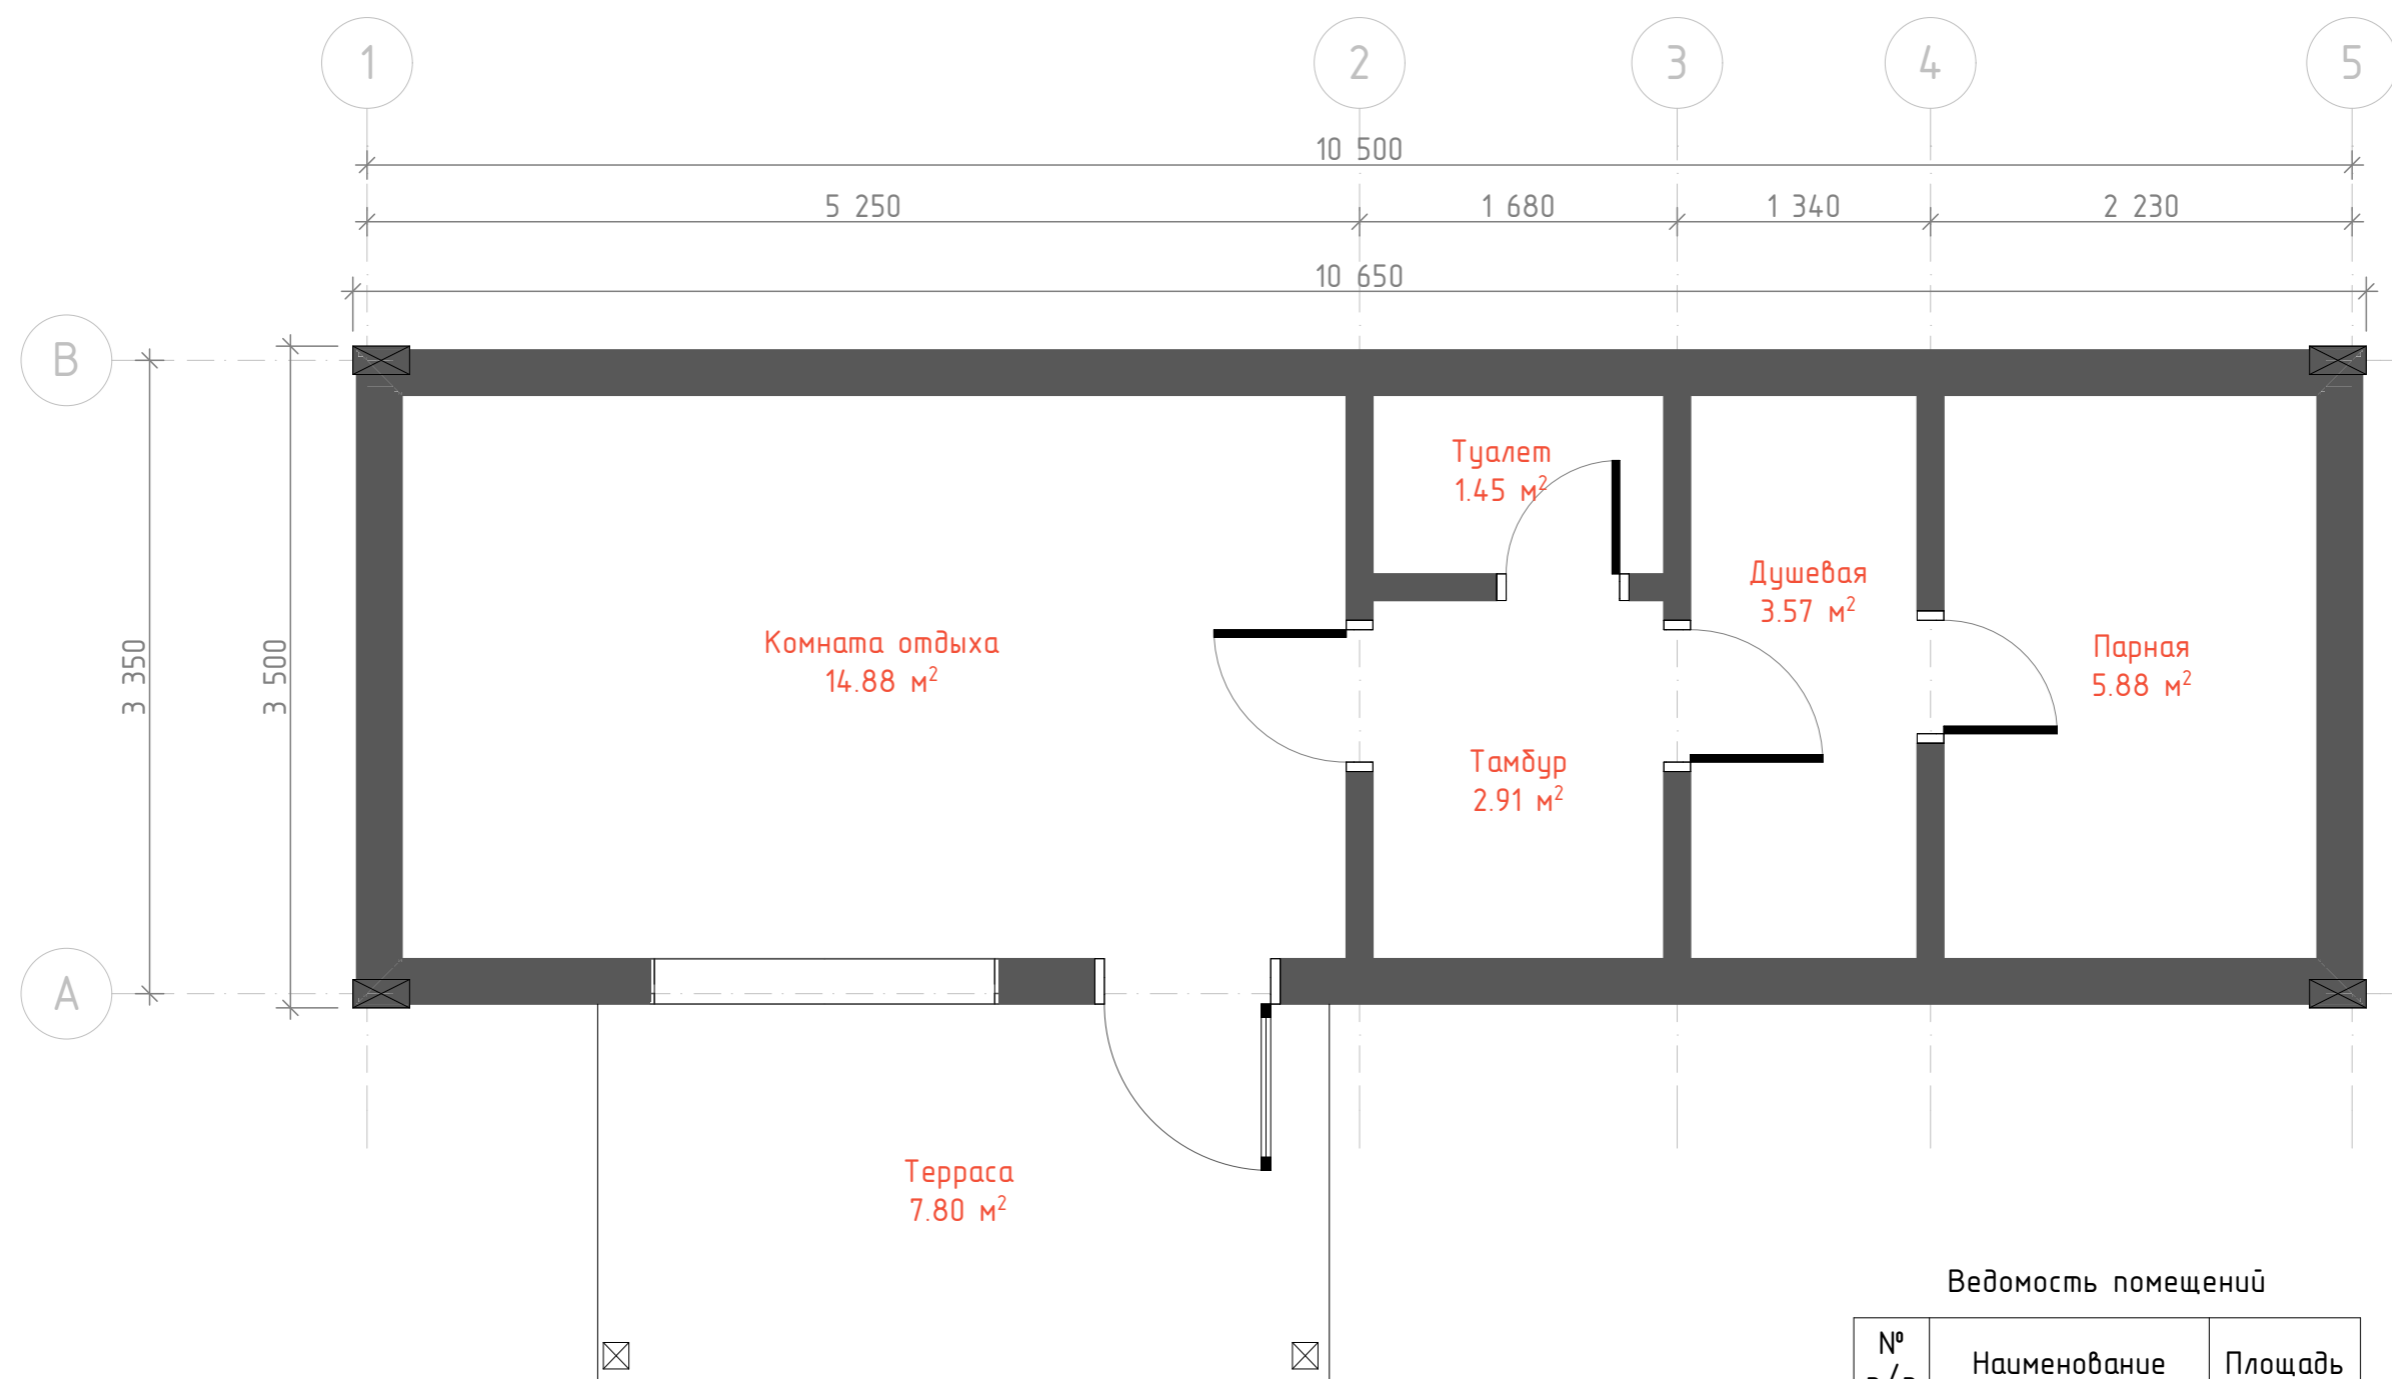 1
2
3
4
5
10 500
5 250
1 680
1 340
2 230
10 650
В
А
3 350
3 500
Туалет
1.45 м²
Душевая
3.57 м²
Комната отдыха
14.88 м²
Парная
5.88 м²
Тамбур
2.91 м²
Терраса
7.80 м²
Ведомость помещений
№
Наименование
Площадь